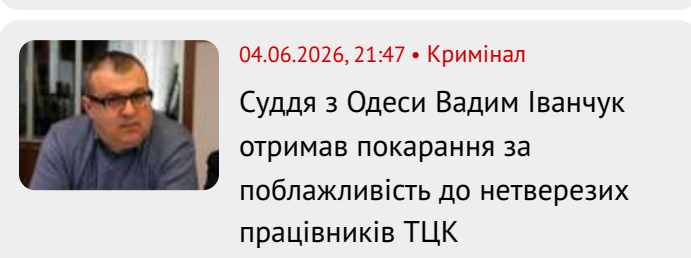 04.06.2026, 21:47 • Кримінал
Суддя з Одеси Вадим Іванчук
отримав покарання за
поблажливість до нетверезих
працівників ТЦК